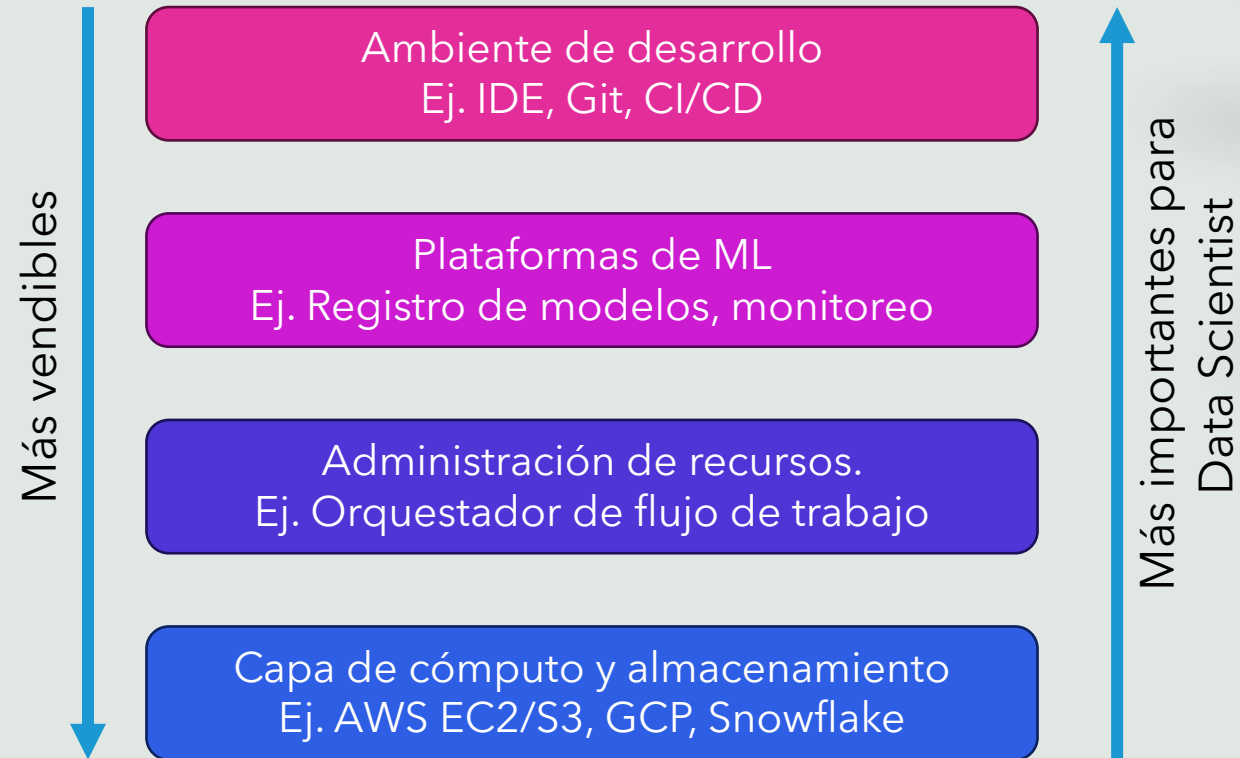 Más vendibles
Ambiente de desarrollo
Ej. IDE, Git, CI/CD
Plataformas de ML
Ej. Registro de modelos, monitoreo
Administración de recursos.
Ej. Orquestador de flujo de trabajo
Capa de cómputo y almacenamiento
Ej. AWS EC2/S3, GCP, Snowflake
Más importantes para
Data Scientist